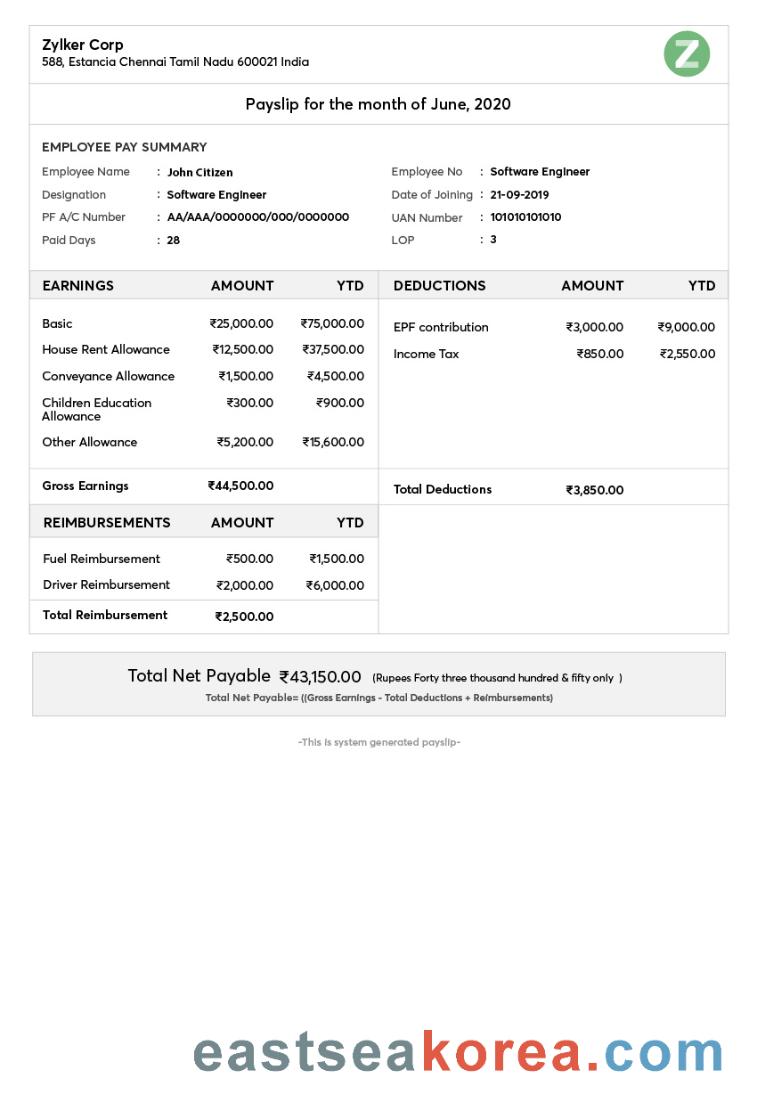 Zylker Corp
588, Estancia Chennai Tamil Nadu 600021 India
Z
Payslip for the month of June, 2020
EMPLOYEE PAY SUMMARY
Employee Name : John Citizen Employee No : Software Engineer
Designation : Software Engineer Date of Joining : 21-09-2019
PF A/C Number : AA/AAA/0000000/000/0000000 UAN Number : 101010101010
Paid Days : 28 LOP : 3
EARNINGS AMOUNT YTD DEDUCTIONS AMOUNT YTD
Basic ₹25,000.00 ₹75,000.00 EPF contribution ₹3,000.00 ₹9,000.00
House Rent Allowance ₹12,500.00 ₹37,500.00 Income Tax ₹850.00 ₹2,550.00
Conveyance Allowance ₹1,500.00 ₹4,500.00
Children Education ₹300.00 ₹900.00
Allowance
Other Allowance ₹5,200.00 ₹15,600.00
Gross Earnings ₹44,500.00 Total Deductions ₹3,850.00
REIMBURSEMENTS AMOUNT YTD
Fuel Reimbursement ₹500.00 ₹1,500.00
Driver Reimbursement ₹2,000.00 ₹6,000.00
Total Reimbursement ₹2,500.00
Total Net Payable ₹43,150.00 (Rupees Forty three thousand hundred & fifty only )
Total Net Payable= ((Gross Earnings - Total Deductions + Reimbursements)
-This is system generated payslip-
eastseakorea.com